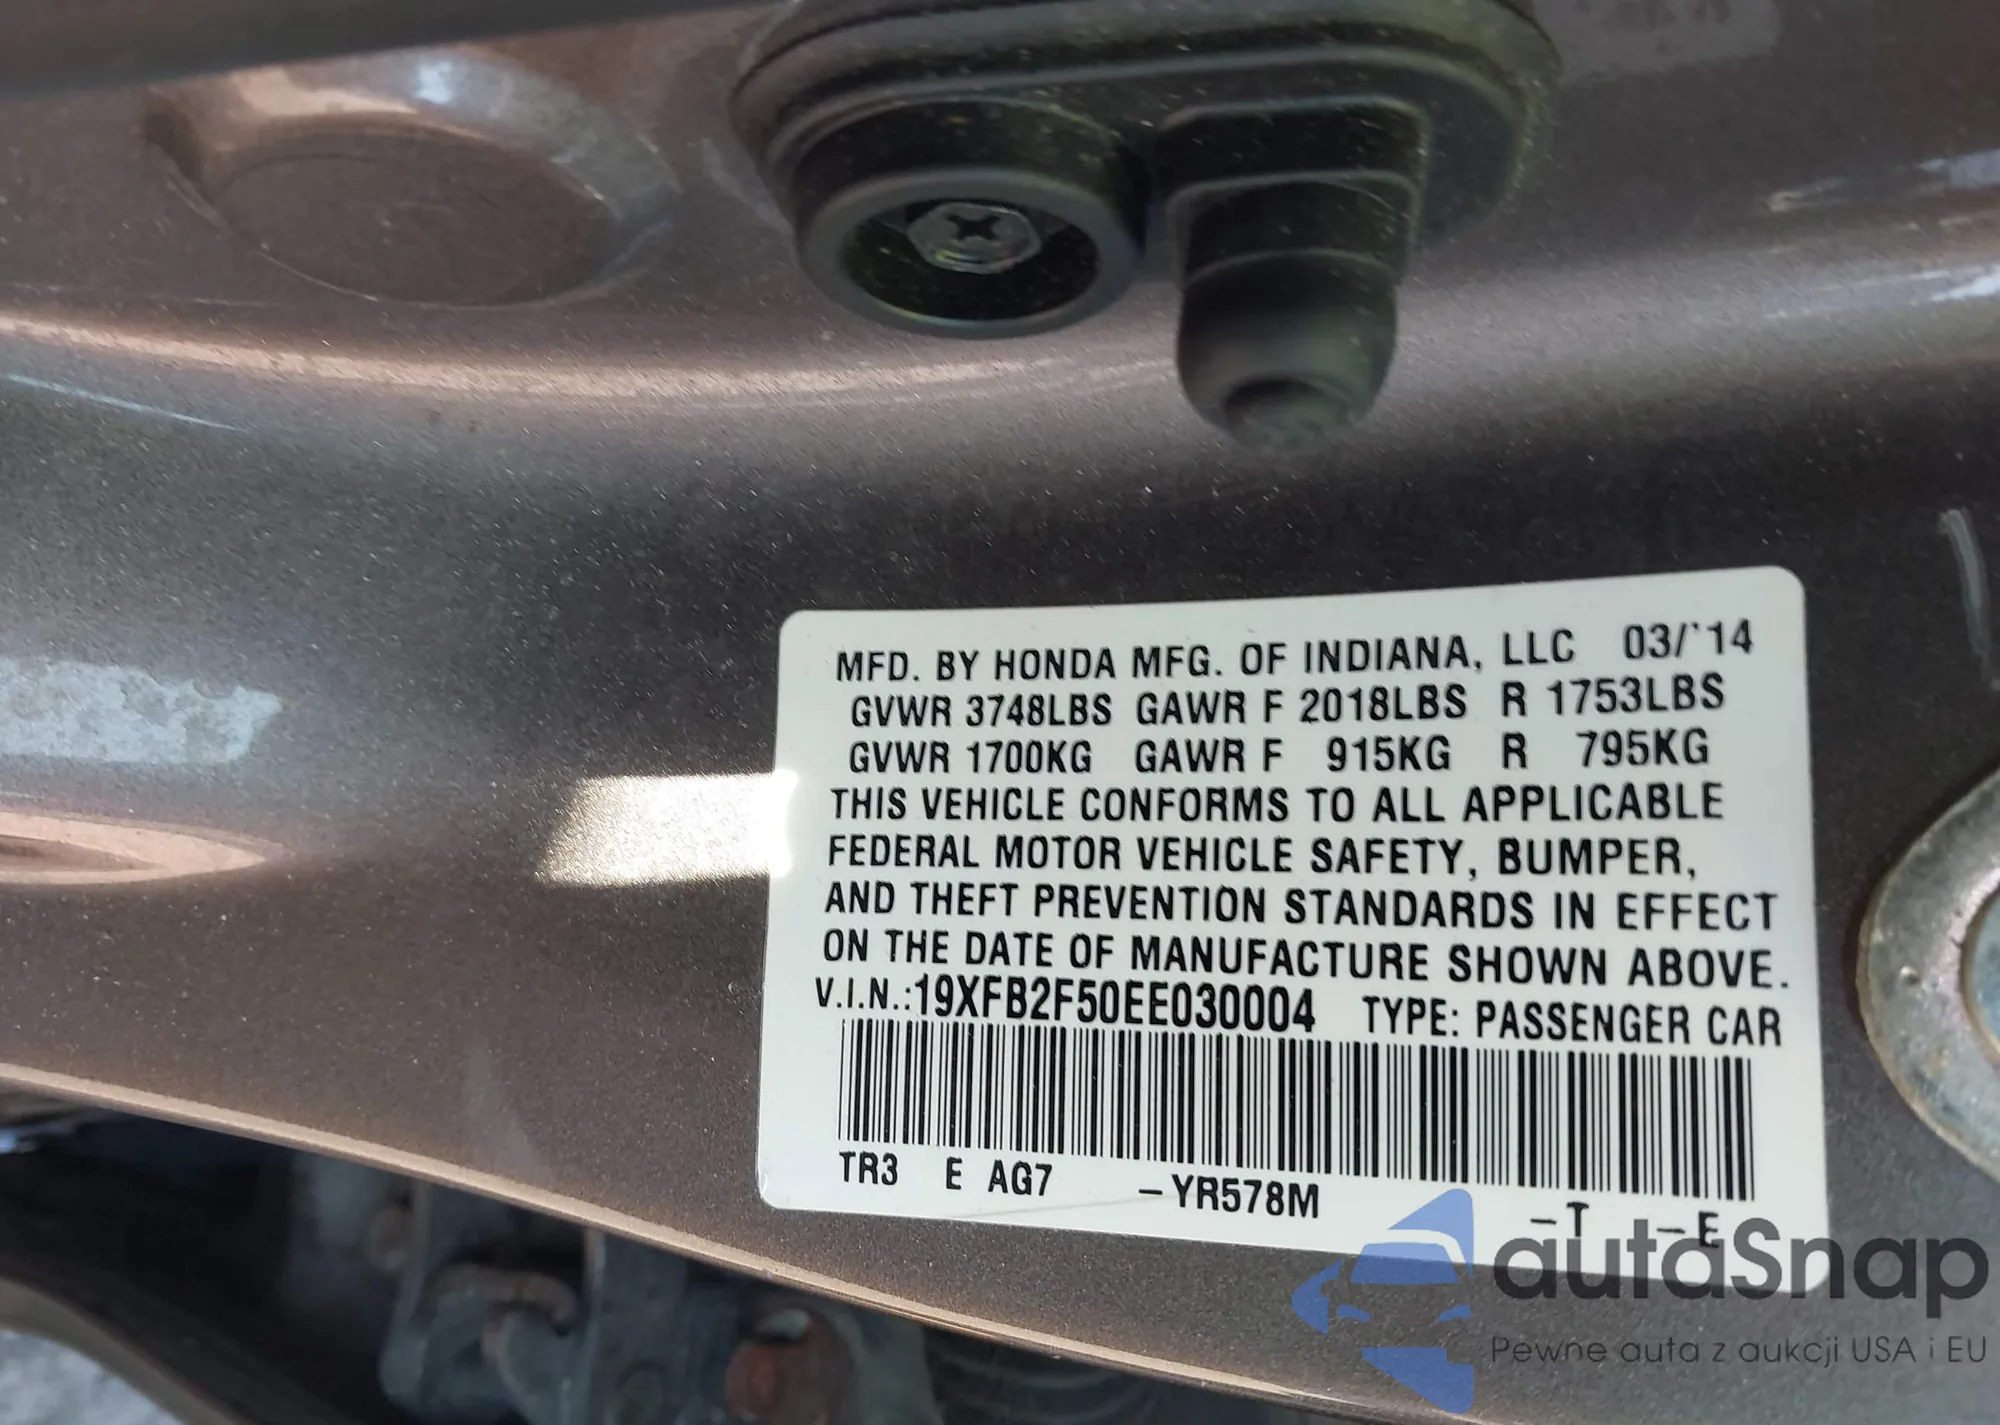 MFD. BY HONDA MFG. OF INDIANA, LLC 03/'14
GVWR 3748LBS GAWR F 2018LBS R 1753LBS
GVWR 1700KG GAWR F 915KG R 795KG
THIS VEHICLE CONFORMS TO ALL APPLICABLE
FEDERAL MOTOR VEHICLE SAFETY, BUMPER,
AND THEFT PREVENTION STANDARDS IN EFFECT
ON THE DATE OF MANUFACTURE SHOWN ABOVE.
V.I.N.:19XFB2F50EE030004 TYPE: PASSENGER CAR
TR3 E AG7 -YR578M -T -E
autaSnap
Pewne auta z aukcji USA i EU